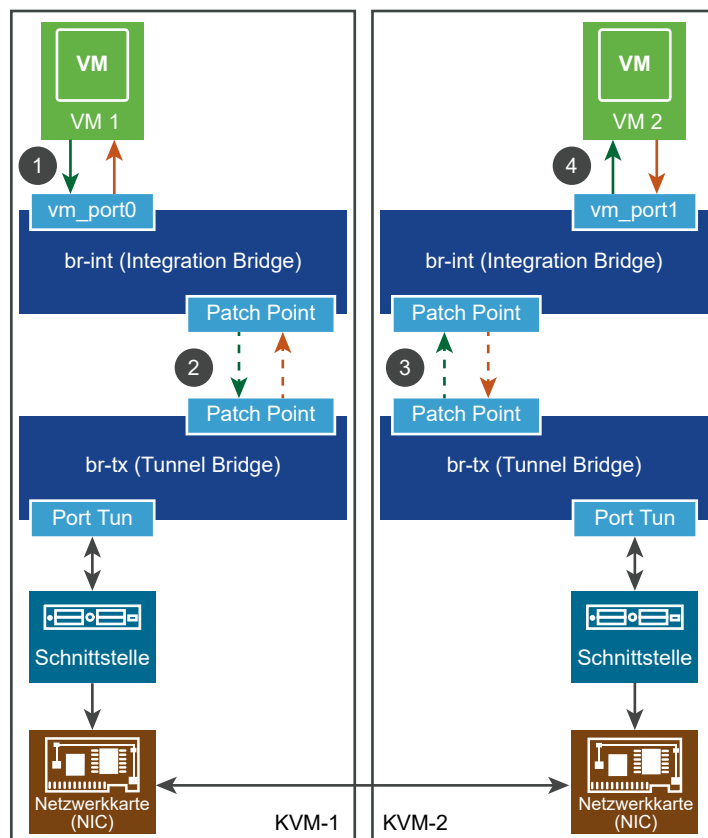 VM
VM 1
1
vm_port0
br-int (Integration Bridge)
Patch Point
2
Patch Point
br-tx (Tunnel Bridge)
Port Tun
Schnittstelle
Netzwerkkarte
(NIC)
KVM-1
VM
VM 2
4
vm_port1
br-int (Integration Bridge)
Patch Point
3
Patch Point
br-tx (Tunnel Bridge)
Port Tun
Schnittstelle
Netzwerkkarte
(NIC)
KVM-2